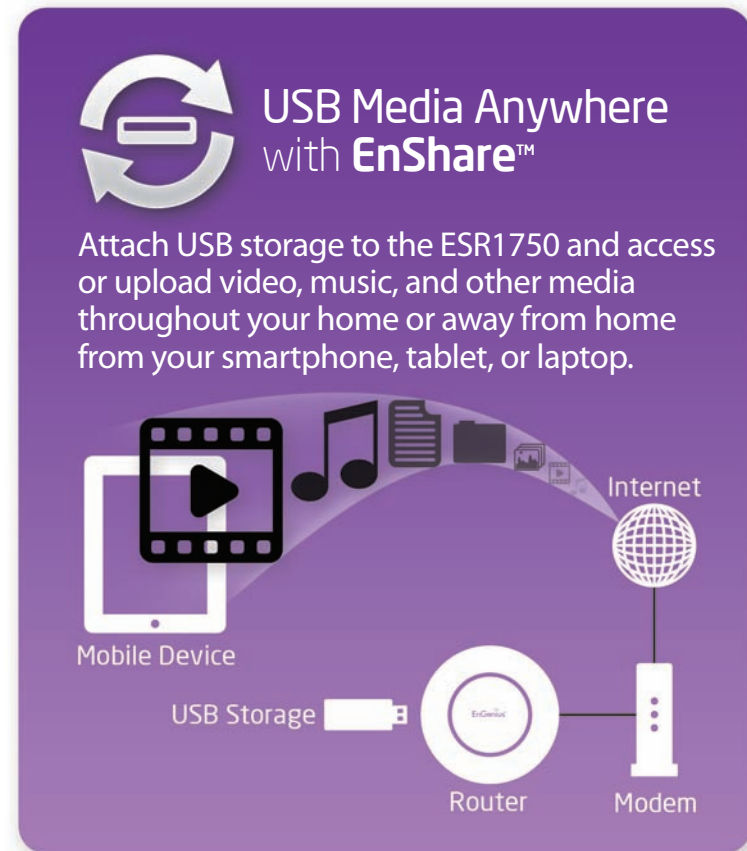 USB Media Anywhere
with EnShare™
Attach USB storage to the ESR1750 and access
or upload video, music, and other media
throughout your home or away from home
from your smartphone, tablet, or laptop.
Internet
Mobile Device
USB Storage
EnGenius
Router
Modem